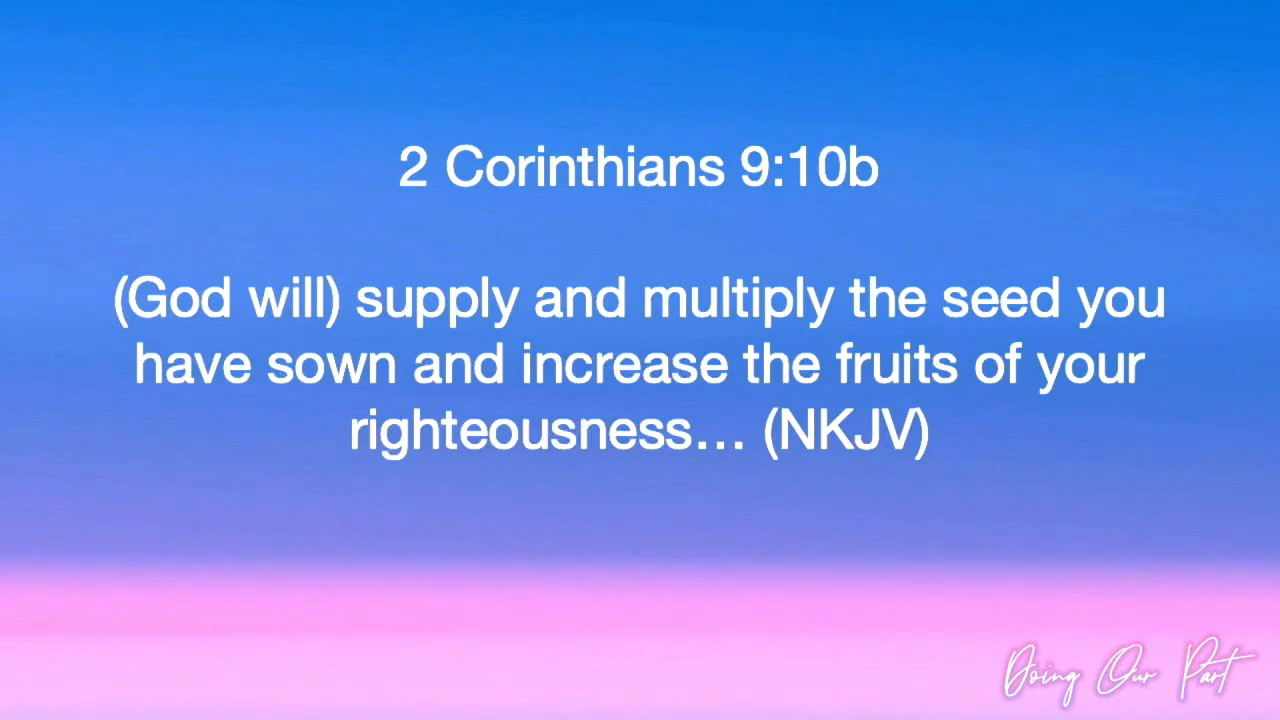 2 Corinthians 9:10b
(God will) supply and multiply the seed you
have sown and increase the fruits of your
righteousness… (NKJV)
Doing Our Part